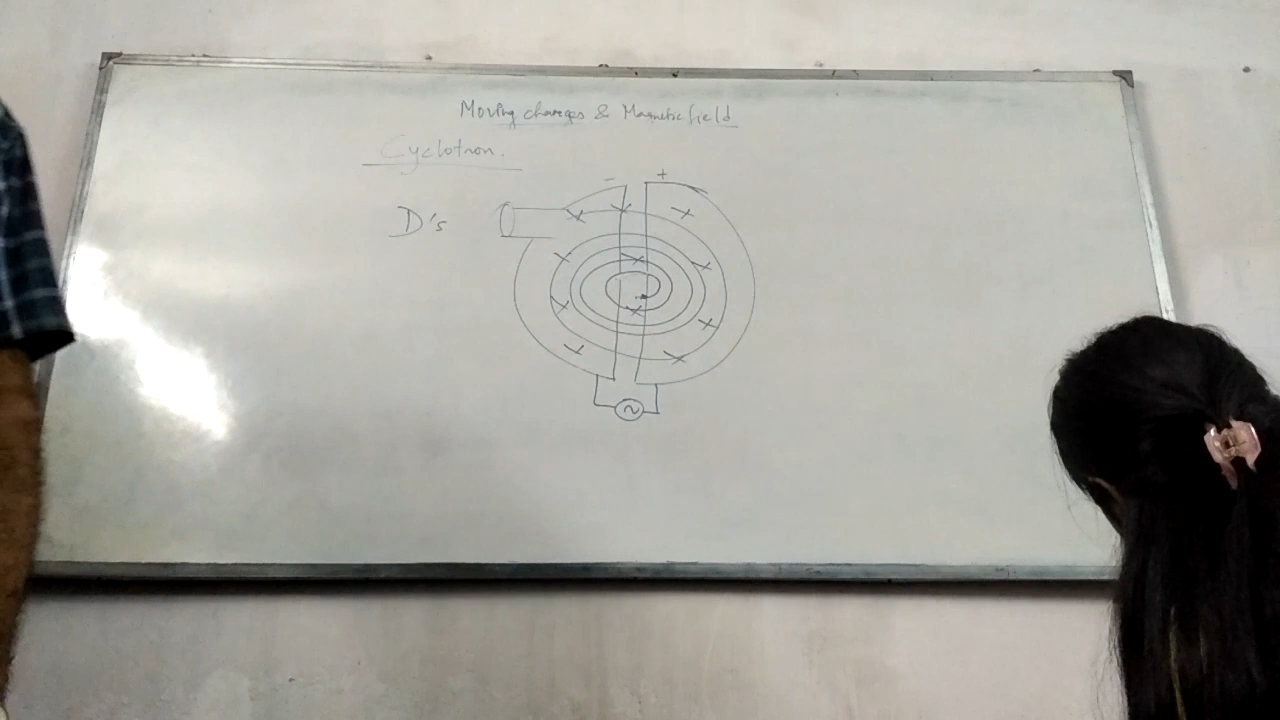 Moving charges & Magnetic field
Cyclotron.
- +
D's
~